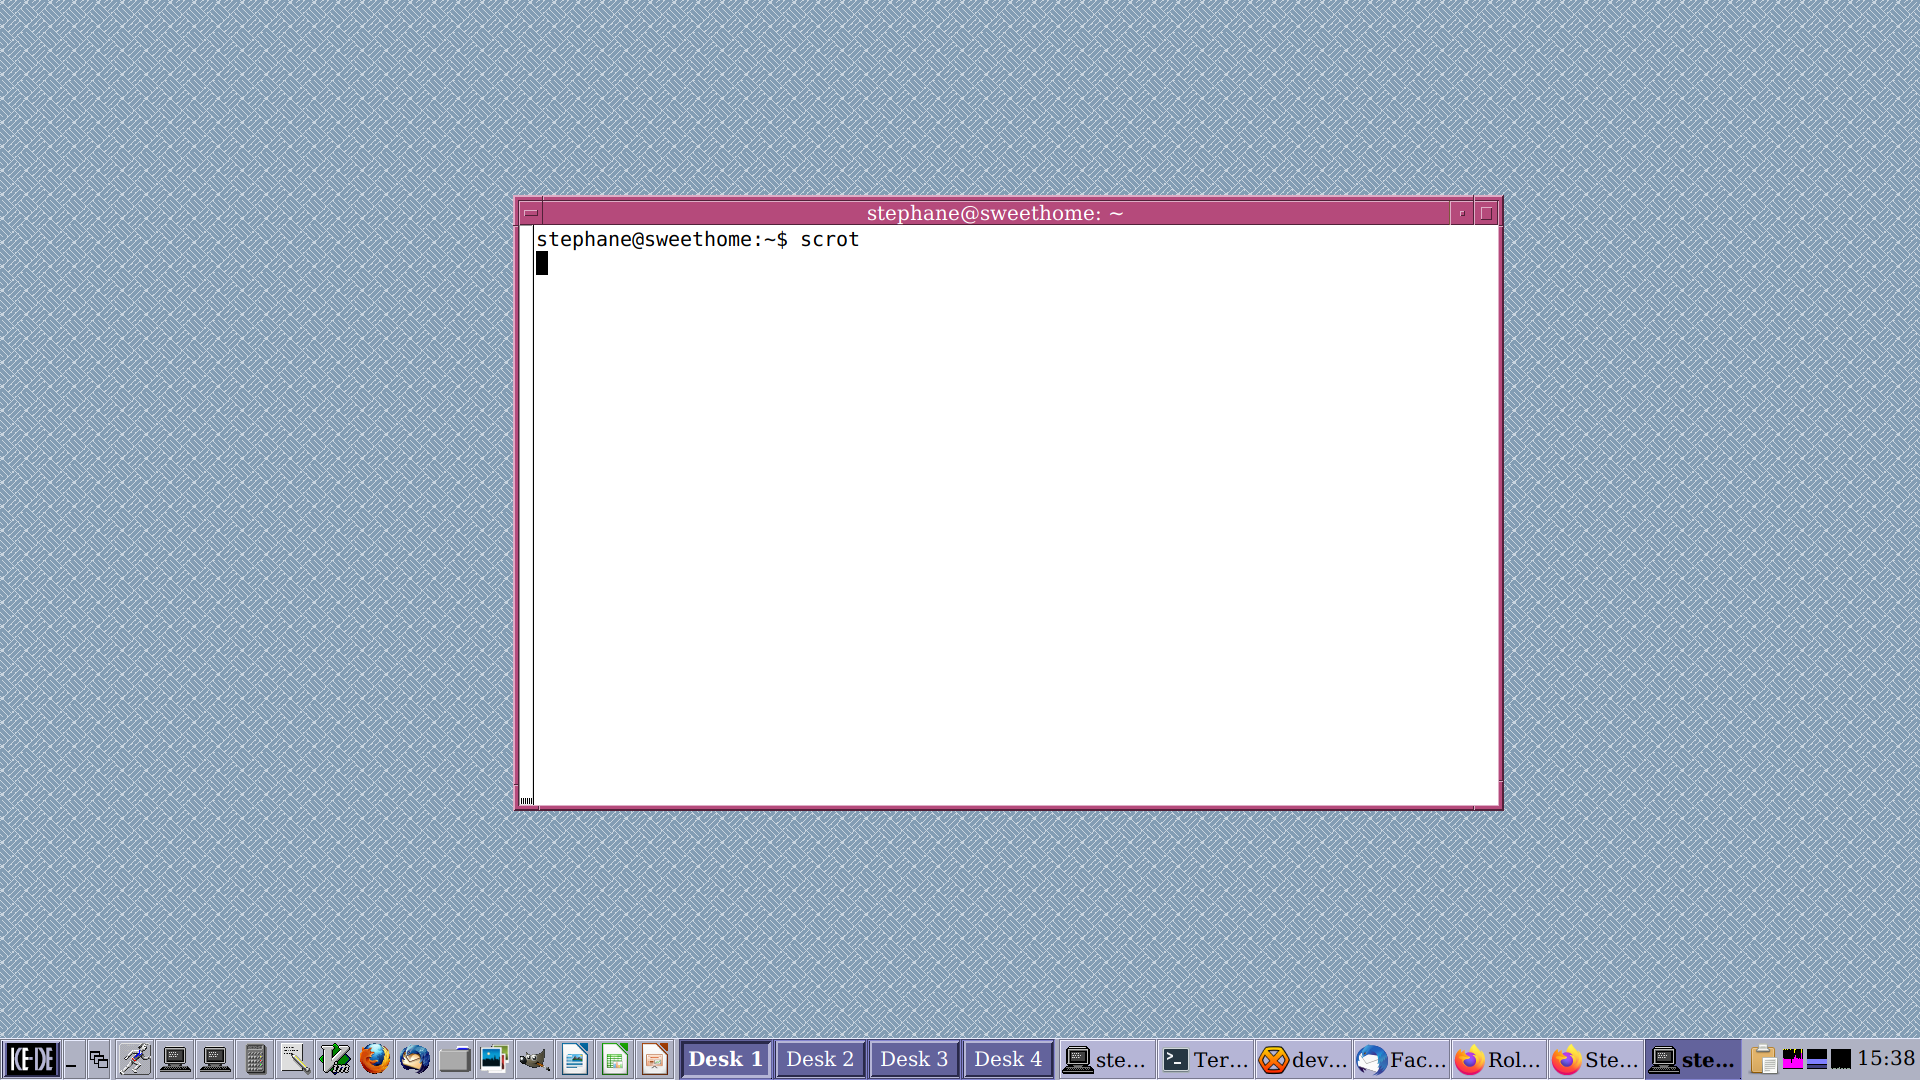 stephane@sweethome: ~
stephane@sweethome:~$ scrot
ICE-DE
Desk 1 Desk 2 Desk 3 Desk 4 ste... Ter... dev... Fac... Rol... Ste... ste... 15:38